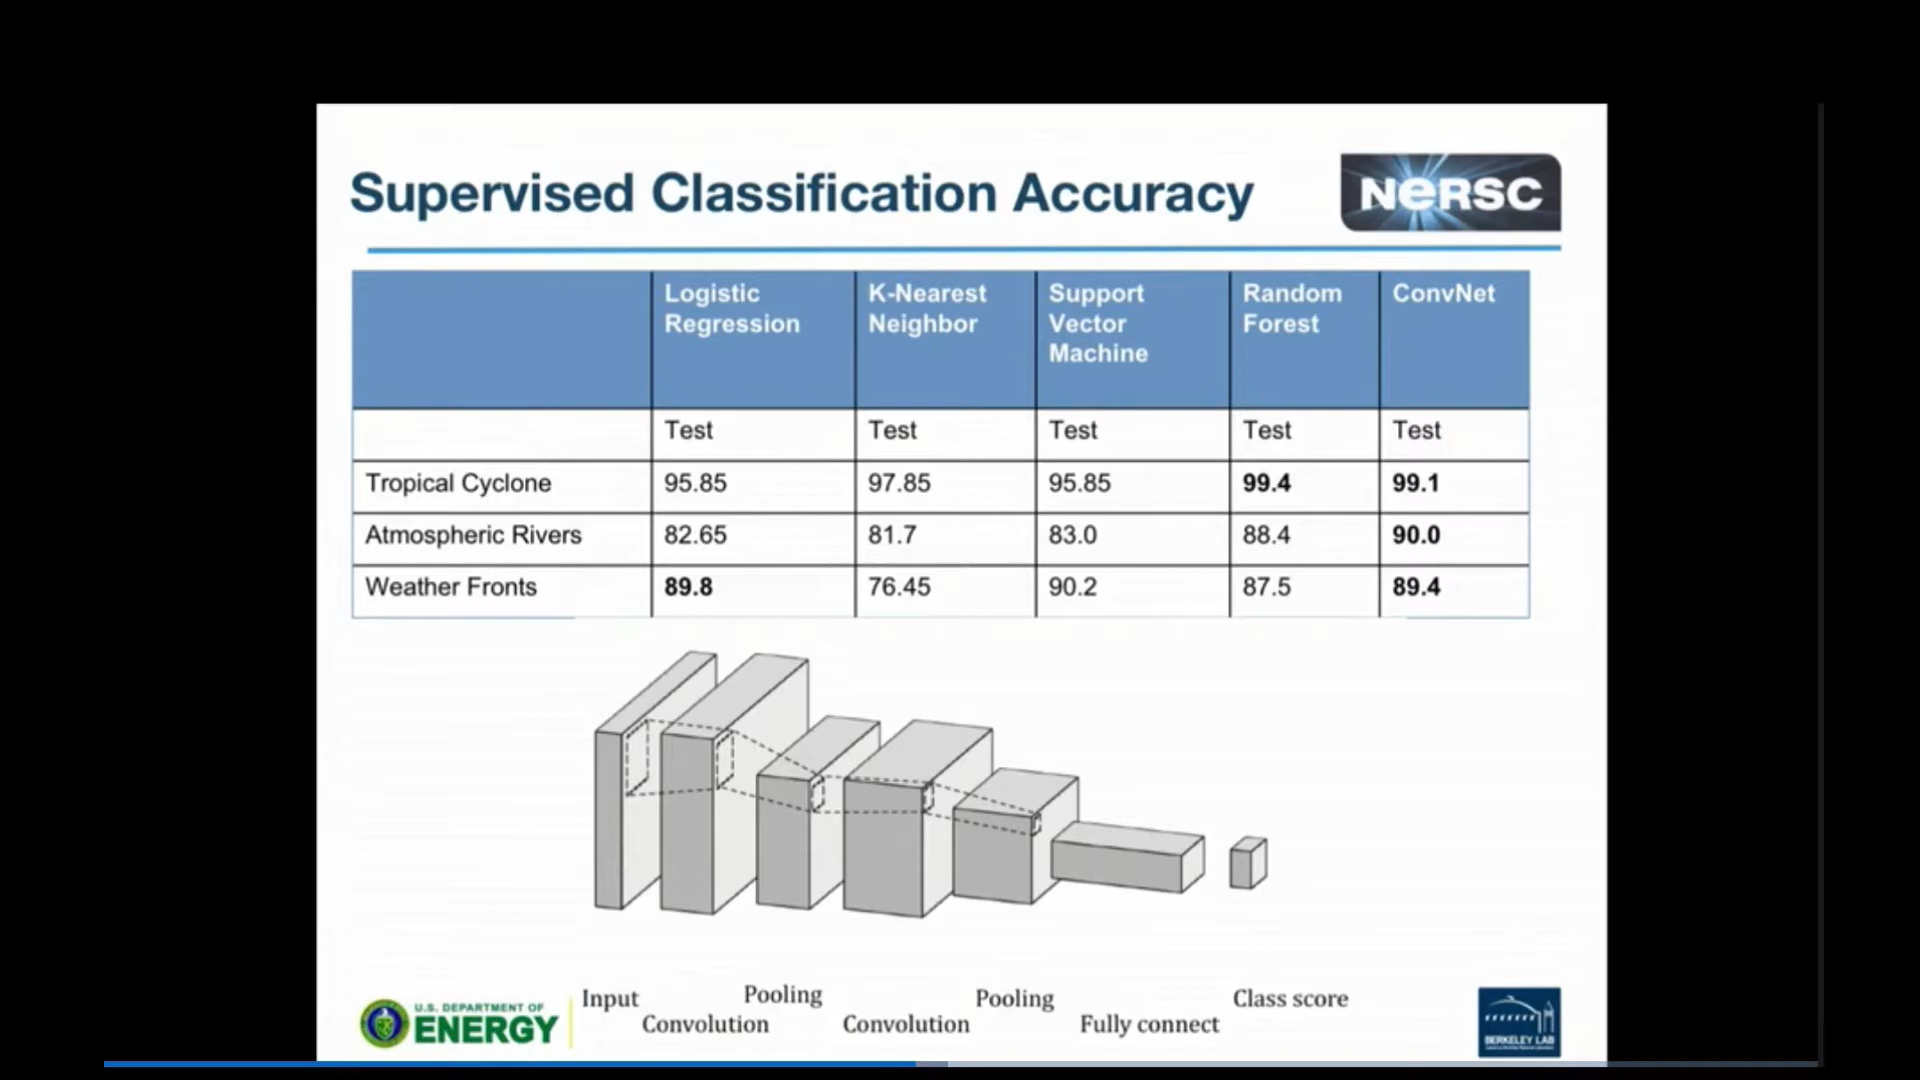 Supervised Classification Accuracy
NERSC
Logistic Regression
K-Nearest Neighbor
Support Vector Machine
Random Forest
ConvNet
Test Test Test Test Test
Tropical Cyclone 95.85 97.85 95.85 99.4 99.1
Atmospheric Rivers 82.65 81.7 83.0 88.4 90.0
Weather Fronts 89.8 76.45 90.2 87.5 89.4
Input
Convolution
Pooling
Convolution
Pooling
Fully connect
Class score
U.S. DEPARTMENT OF
ENERGY
BERKELEY LAB